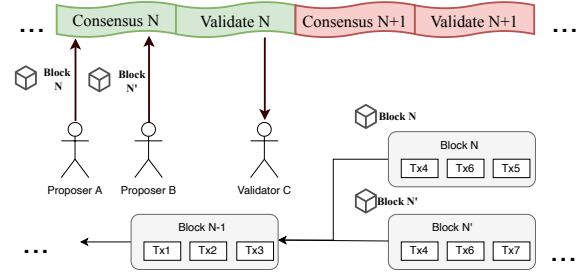 ... Consensus N Validate N Consensus N+1 Validate N+1 ...
Block
N
Block
N'
Proposer A Proposer B Validator C
Block N
Block N
Tx4 Tx6 Tx5
Block N'
Block N-1
Tx1 Tx2 Tx3
Block N'
Tx4 Tx6 Tx7
... ...